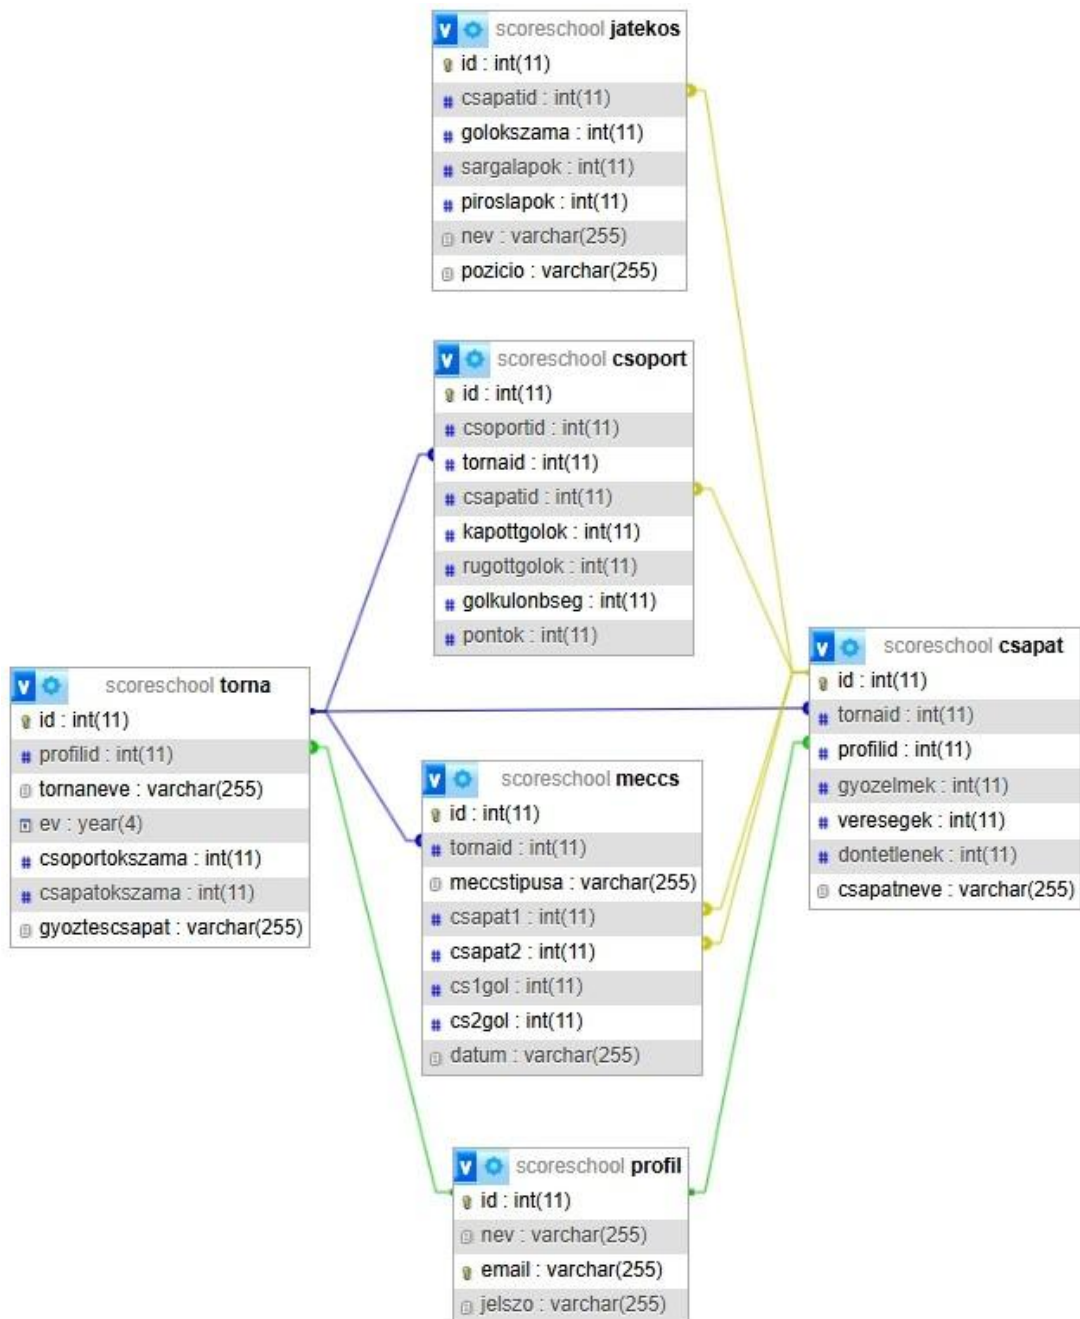 scoreschool jatekos
id : int(11)
csapatid : int(11)
golokszama : int(11)
sargalapok : int(11)
piroslapok : int(11)
nev : varchar(255)
pozicio : varchar(255)
scoreschool csoport
id : int(11)
csoportid : int(11)
tornaid : int(11)
csapatid : int(11)
kapottgolok : int(11)
rugottgolok : int(11)
golkulonbseg : int(11)
pontok : int(11)
scoreschool torna
id : int(11)
profilid : int(11)
tornaneve : varchar(255)
ev : year(4)
csoportokszama : int(11)
csapatokszama : int(11)
gyoztescsapat : varchar(255)
scoreschool meccs
id : int(11)
tornaid : int(11)
meccstipusa : varchar(255)
csapat1 : int(11)
csapat2 : int(11)
cs1gol : int(11)
cs2gol : int(11)
datum : varchar(255)
scoreschool csapat
id : int(11)
tornaid : int(11)
profilid : int(11)
gyozelmek : int(11)
veresegek : int(11)
dontetlenek : int(11)
csapatneve : varchar(255)
scoreschool profil
id : int(11)
nev : varchar(255)
email : varchar(255)
jelszo : varchar(255)